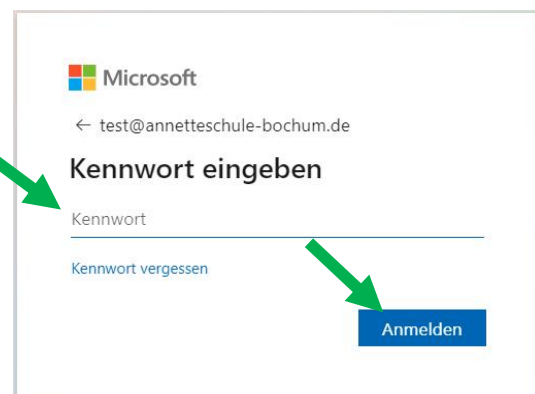 Microsoft
← test@annetteschule-bochum.de
Kennwort eingeben
Kennwort
Kennwort vergessen
Anmelden